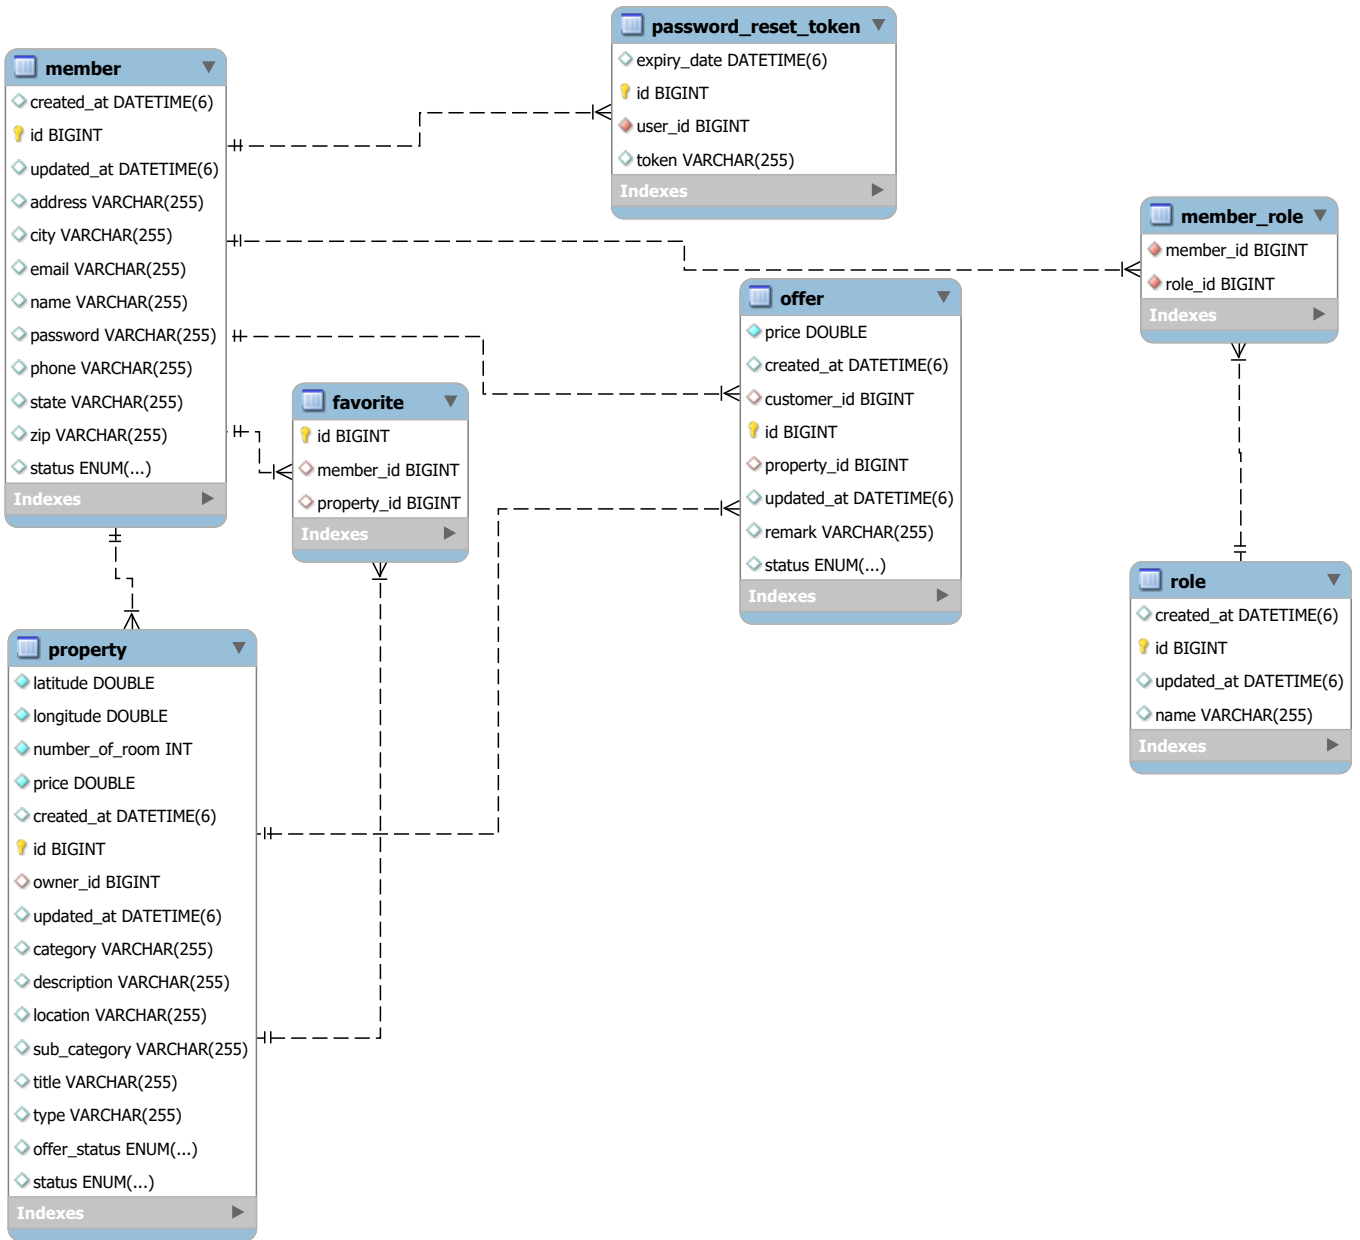 password_reset_token
expiry_date DATETIME(6)
id BIGINT
user_id BIGINT
token VARCHAR(255)
Indexes
member
created_at DATETIME(6)
id BIGINT
updated_at DATETIME(6)
address VARCHAR(255)
city VARCHAR(255)
email VARCHAR(255)
name VARCHAR(255)
password VARCHAR(255)
phone VARCHAR(255)
state VARCHAR(255)
zip VARCHAR(255)
status ENUM(...)
Indexes
member_role
member_id BIGINT
role_id BIGINT
Indexes
offer
price DOUBLE
created_at DATETIME(6)
customer_id BIGINT
id BIGINT
property_id BIGINT
updated_at DATETIME(6)
remark VARCHAR(255)
status ENUM(...)
Indexes
favorite
id BIGINT
member_id BIGINT
property_id BIGINT
Indexes
role
created_at DATETIME(6)
id BIGINT
updated_at DATETIME(6)
name VARCHAR(255)
Indexes
property
latitude DOUBLE
longitude DOUBLE
number_of_room INT
price DOUBLE
created_at DATETIME(6)
id BIGINT
owner_id BIGINT
updated_at DATETIME(6)
category VARCHAR(255)
description VARCHAR(255)
location VARCHAR(255)
sub_category VARCHAR(255)
title VARCHAR(255)
type VARCHAR(255)
offer_status ENUM(...)
status ENUM(...)
Indexes